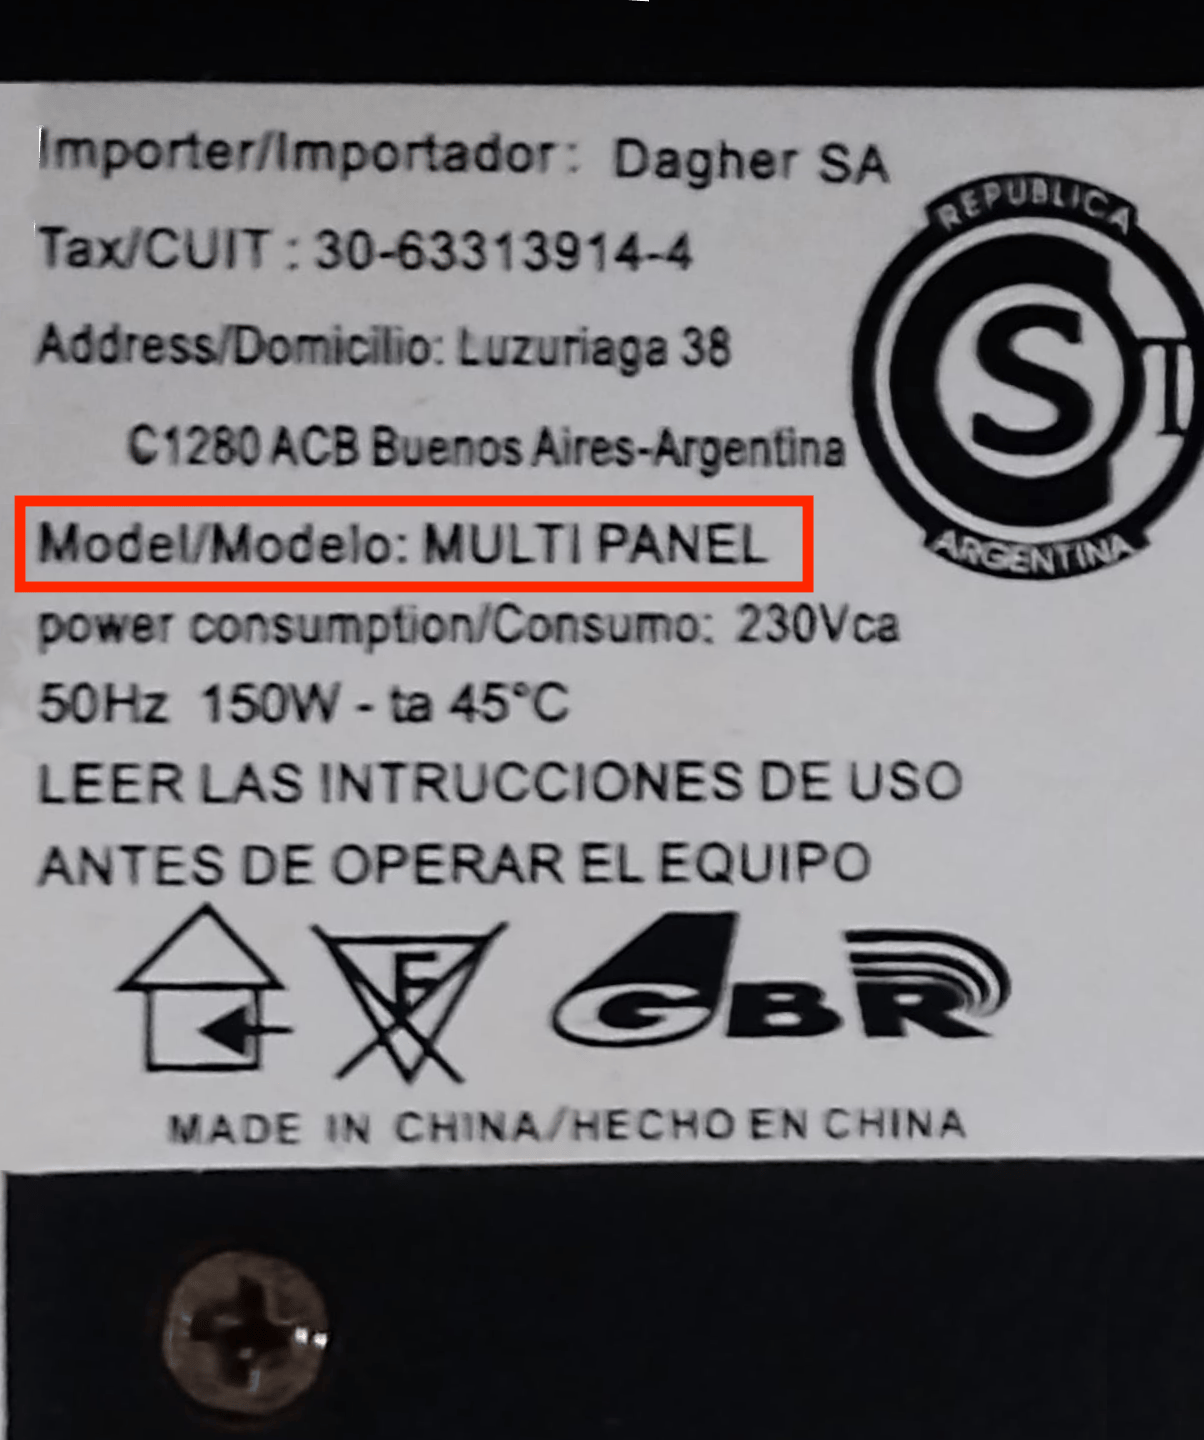 Importer/Importador: Dagher SA
Tax/CUIT : 30-63313914-4
Address/Domicilio: Luzuriaga 38
C1280 ACB Buenos Aires-Argentina
Model/Modelo: MULTI PANEL
power consumption/Consumo: 230Vca
50Hz 150W - ta 45°C
LEER LAS INTRUCCIONES DE USO
ANTES DE OPERAR EL EQUIPO
REPUBLICA
S
T
ARGENTINA
F
GBR
MADE IN CHINA/HECHO EN CHINA